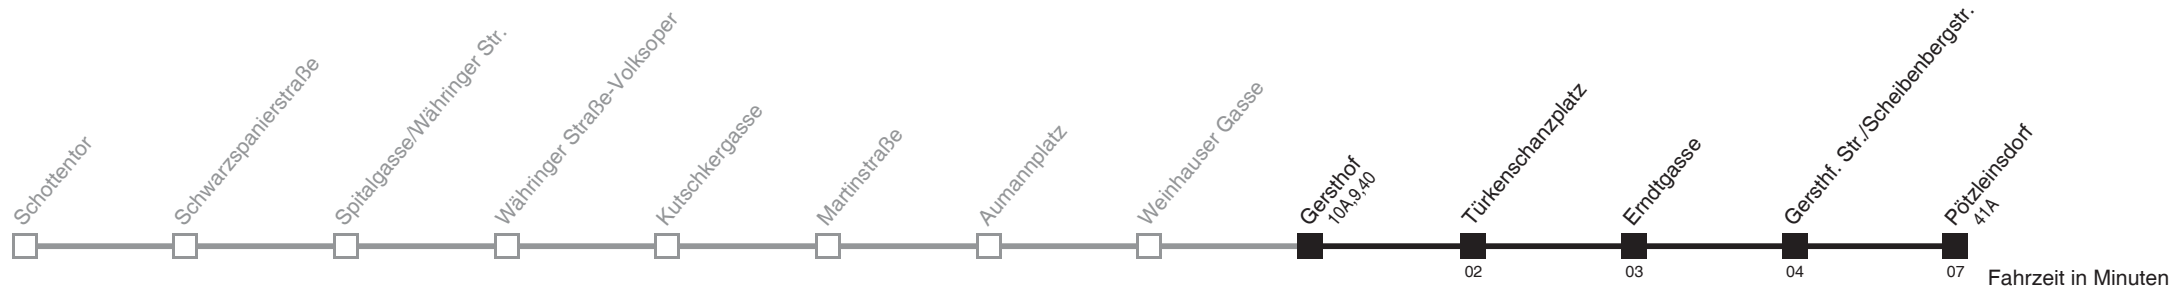 Schottentor
Schwarzspanierstraße
Spitalgasse/Währinger Str.
Währinger Straße-Volksoper
Kutschkergasse
Martinstraße
Aumannplatz
Weinhauser Gasse
Gersthof
10A,9,40
Türkenschanzplatz
Erndtgasse
Gersthf. Str./Scheibenbergstr.
Pötzleinsdorf
41A
02
03
04
07
Fahrzeit in Minuten